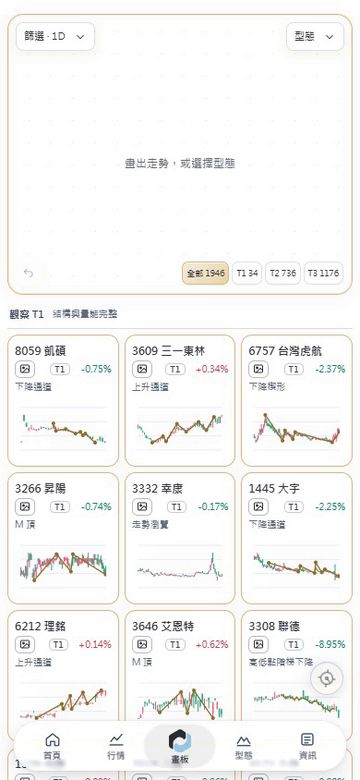 篩選 · 1D
型態
畫出走勢，或選擇型態
全部 1946
T1 34
T2 736
T3 1176
觀察 T1 結構與量能完整
8059 凱碩
T1
-0.75%
下降通道
3609 三一東林
T1
+0.34%
上升通道
6757 台灣虎航
T1
-2.37%
下降楔形
3266 昇陽
T1
-0.74%
M 頂
3332 幸康
T1
-0.17%
走勢瀏覽
1445 大宇
T1
-2.25%
下降通道
6212 理銘
T1
+0.14%
上升通道
3646 艾恩特
T1
+0.62%
M 頂
3308 聯德
T1
-8.95%
高低點階梯下降
首頁
行情
畫板
型態
資訊